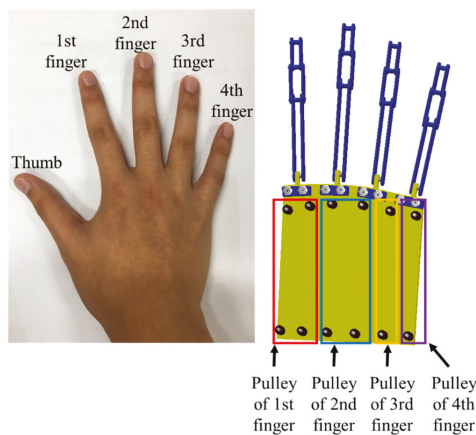 1st
finger
2nd
finger
3rd
finger
4th
finger
Thumb
Pulley
of 1st
finger
Pulley
of 2nd
finger
Pulley
of 3rd
finger
Pulley
of 4th
finger